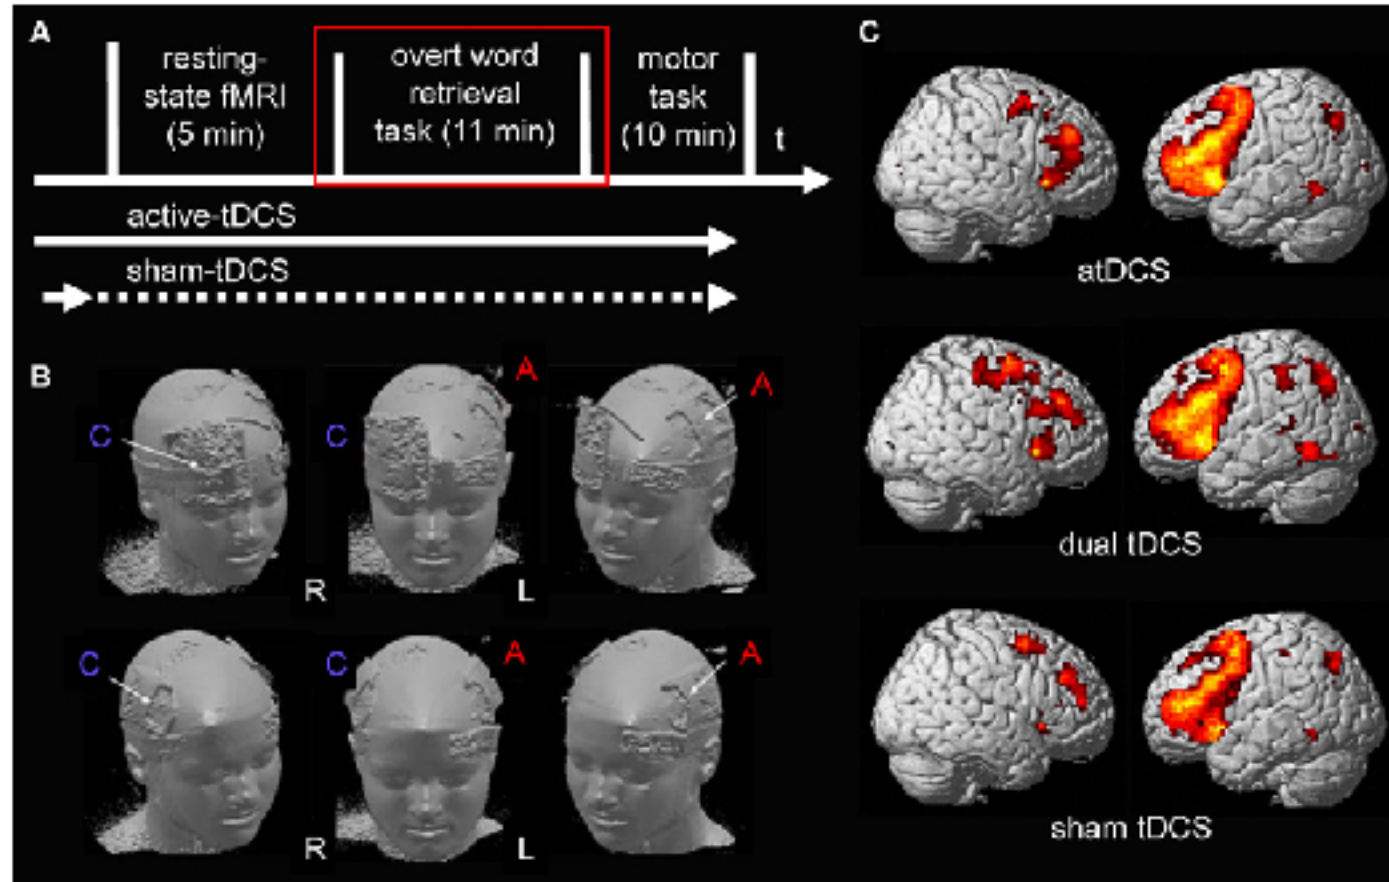 A
resting-
state fMRI
(5 min)
overt word
retrieval
task (11 min)
motor
task
(10 min)
t
active-tDCS
sham-tDCS
B
C
C
A
A
R
L
C
C
A
A
R
L
C
atDCS
dual tDCS
sham tDCS